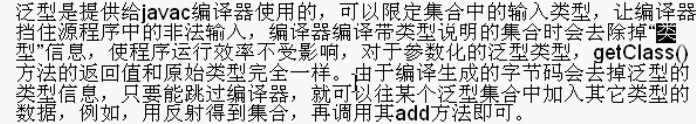 泛型是提供给javac编译器使用的，可以限定集合中的输入类型，让编译器
挡住源程序中的非法输入，编译器编译带类型说明的集合时会去除掉“类
型”信息，使程序运行效率不受影响，对于参数化的泛型类型，getClass()
方法的返回值和原始类型完全一样。由于编译生成的字节码会去掉泛型的
类型信息，只要能跳过编译器，就可以往某个泛型集合中加入其它类型的
数据，例如，用反射得到集合，再调用其add方法即可。